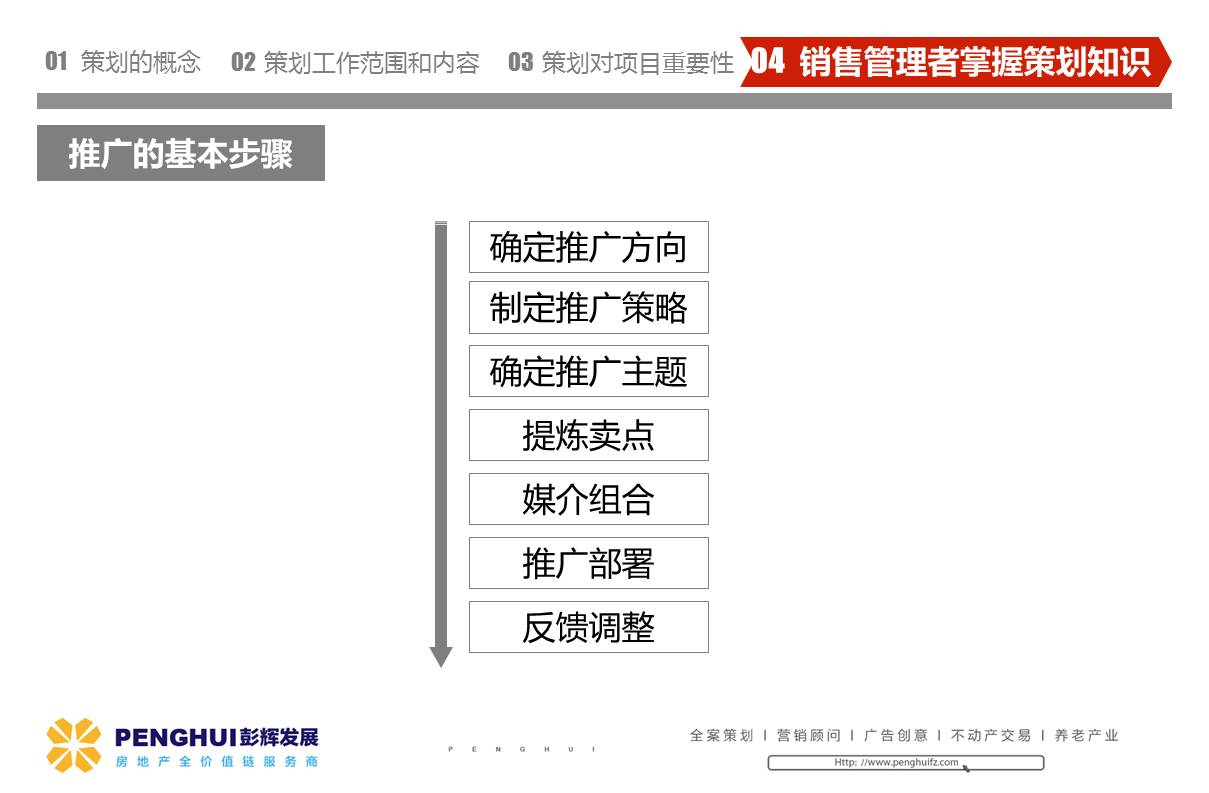 01 策划的概念 02 策划工作范围和内容 03 策划对项目重要性 04 销售管理者掌握策划知识
推广的基本步骤
确定推广方向
制定推广策略
确定推广主题
提炼卖点
媒介组合
推广部署
反馈调整
PENGHUI彭辉发展
房地产全价值链服务商
PENGHUI
全案策划 I 营销顾问 I 广告创意 I 不动产交易 I 养老产业
Http: //www.penghuifz.com